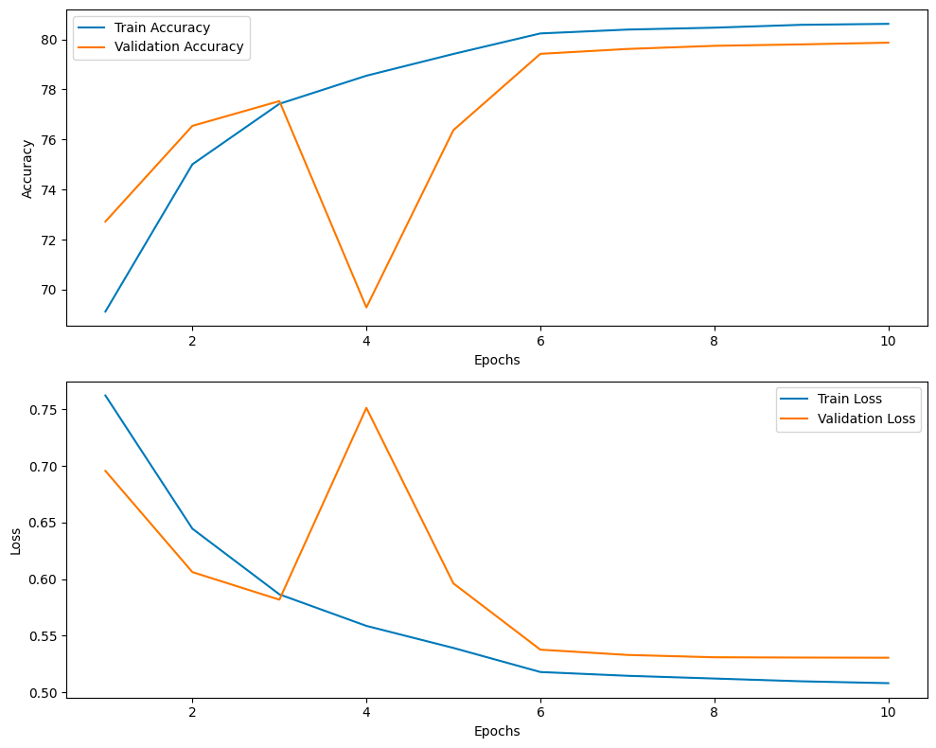 Train Accuracy
Validation Accuracy
80
78
76
74
72
70
Accuracy
2
4
6
8
10
Epochs
Train Loss
Validation Loss
0.75
0.70
0.65
0.60
0.55
0.50
Loss
2
4
6
8
10
Epochs